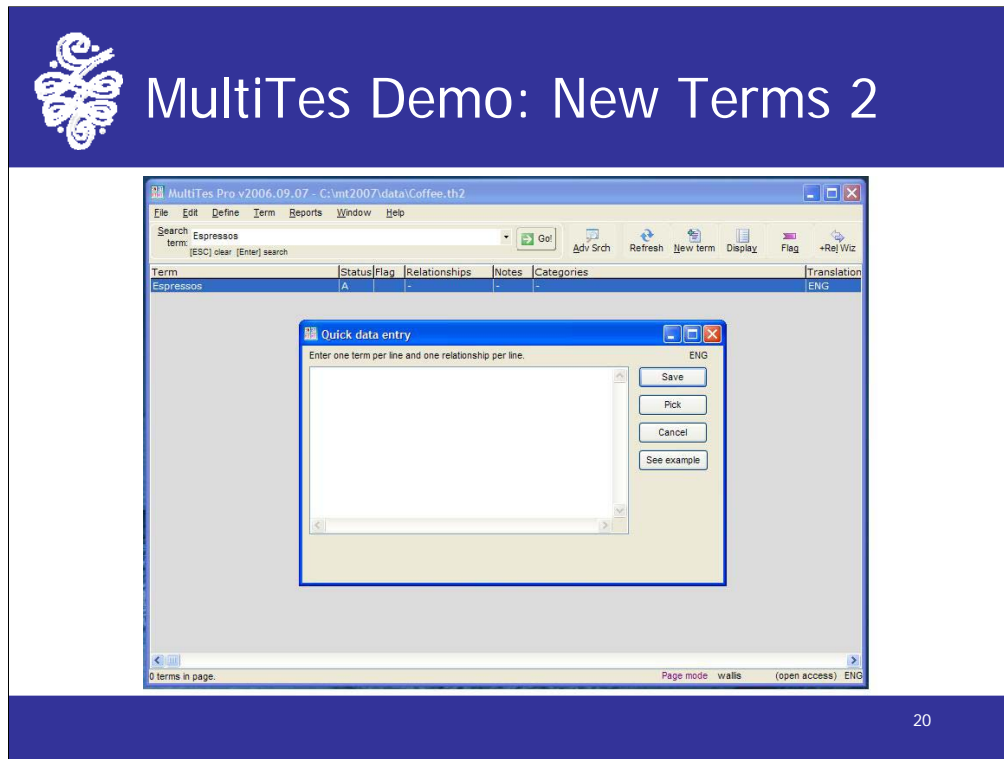 MultiTes Demo: New Terms 2
MultiTes Pro v2006.09.07 - C:\mt2007\data\Coffee.th2
File Edit Define Term Reports Window Help
Search term: Espressos Go! Adv Srch Refresh New term Display Flag +Rel Wiz
[ESC] clear [Enter] search
Term Status Flag Relationships Notes Categories Translation
Espressos A - - - ENG
Quick data entry
Enter one term per line and one relationship per line. ENG
Save
Pick
Cancel
See example
0 terms in page. Page mode wallis (open access) ENG
20